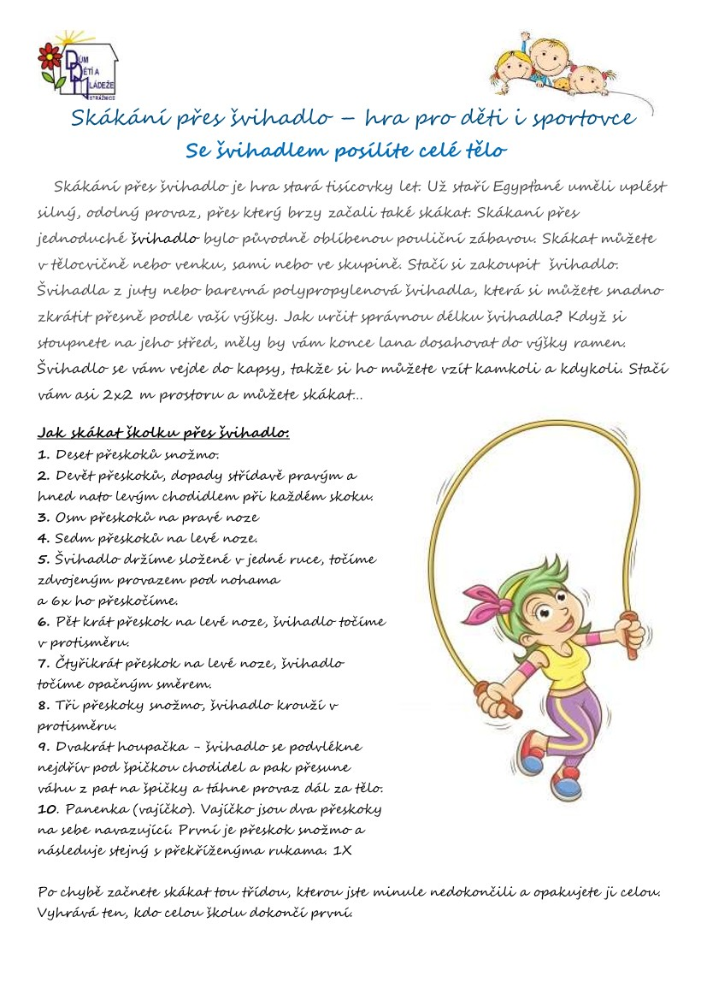 DŮM
DĚTÍ A
MLÁDEŽE
STRÁŽNICE
Skákání přes švihadlo – hra pro děti i sportovce
Se švihadlem posílíte celé tělo
Skákání přes švihadlo je hra stará tisícovky let. Už staří Egypťané uměli uplést
silný, odolný provaz, přes který brzy začali také skákat. Skákaní přes
jednoduché švihadlo bylo původně oblíbenou pouliční zábavou. Skákat můžete
v tělocvičně nebo venku, sami nebo ve skupině. Stačí si zakoupit švihadlo.
Švihadla z juty nebo barevná polypropylenová švihadla, která si můžete snadno
zkrátit přesně podle vaší výšky. Jak určit správnou délku švihadla? Když si
stoupnete na jeho střed, měly by vám konce lana dosahovat do výšky ramen.
Švihadlo se vám vejde do kapsy, takže si ho můžete vzít kamkoli a kdykoli. Stačí
vám asi 2x2 m prostoru a můžete skákat...
Jak skákat školku přes švihadlo:
1. Deset přeskoků snožmo.
2. Devět přeskoků, dopady střídavě pravým a
hned nato levým chodidlem při každém skoku.
3. Osm přeskoků na pravé noze
4. Sedm přeskoků na levé noze.
5. Švihadlo držíme složené v jedné ruce, točíme
zdvojeným provazem pod nohama
a 6x ho přeskočíme.
6. Pět krát přeskok na levé noze, švihadlo točíme
v protisměru.
7. Čtyřikrát přeskok na levé noze, švihadlo
točíme opačným směrem.
8. Tři přeskoky snožmo, švihadlo krouží v
protisměru.
9. Dvakrát houpačka - švihadlo se podvlékne
nejdřív pod špičkou chodidel a pak přesune
váhu z pat na špičky a táhne provaz dál za tělo.
10. Panenka (vajíčko). Vajíčko jsou dva přeskoky
na sebe navazující. První je přeskok snožmo a
následuje stejný s překříženýma rukama. 1X
Po chybě začnete skákat tou třídou, kterou jste minule nedokončili a opakujete ji celou.
Vyhrává ten, kdo celou školu dokončí první.